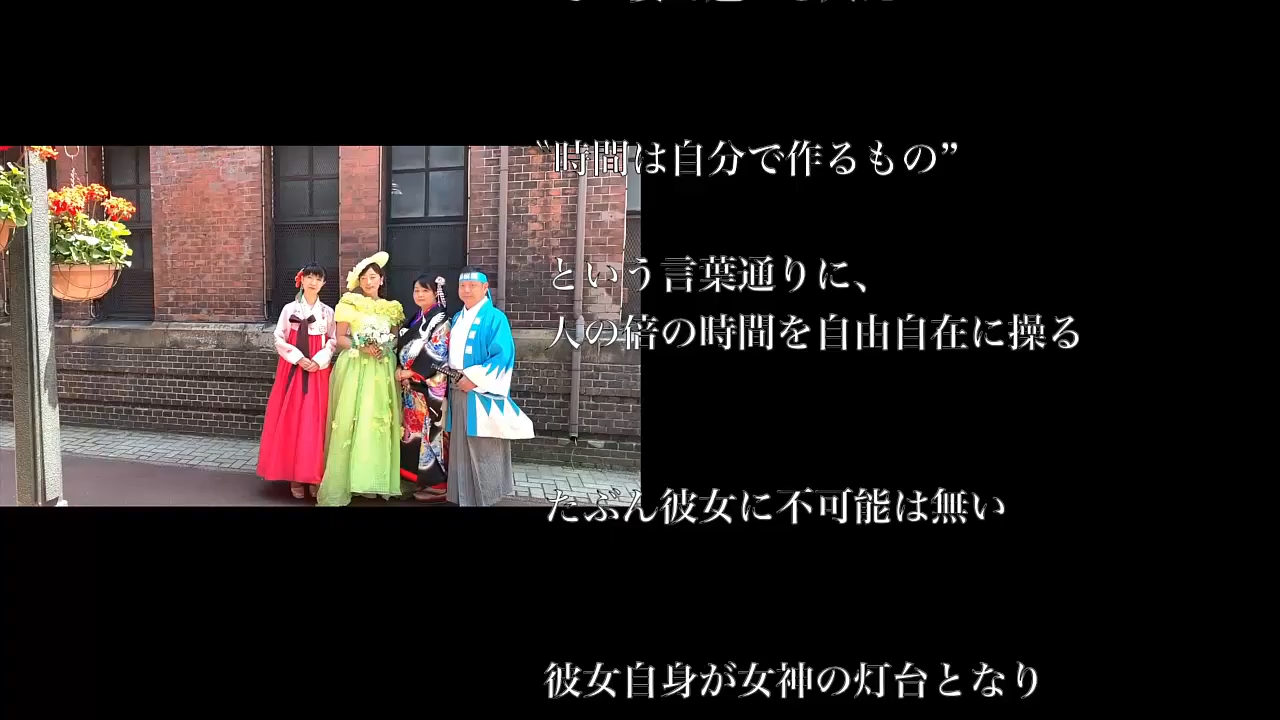 〝時間は自分で作るもの”
という言葉通りに、
人の倍の時間を自由自在に操る
たぶん彼女に不可能は無い
彼女自身が女神の灯台となり